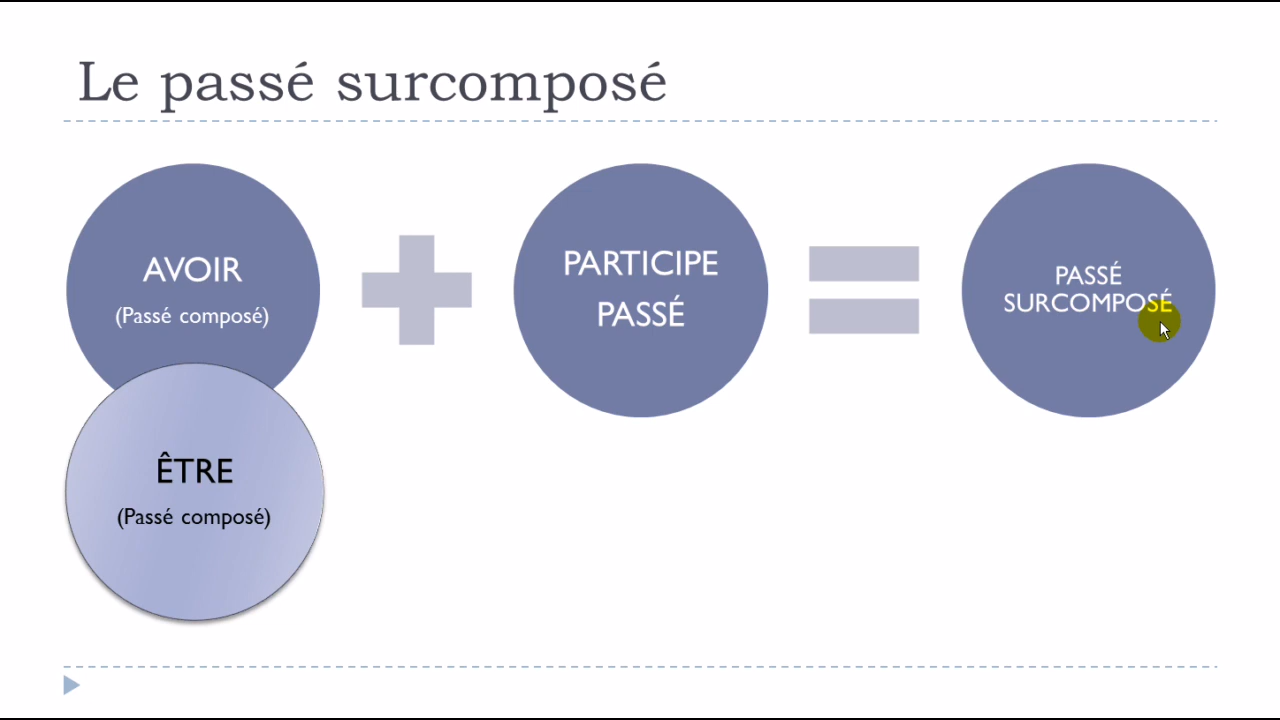 Le passé surcomposé
AVOIR
(Passé composé)
PARTICIPE
PASSÉ
PASSÉ
SURCOMPOSÉ
ÊTRE
(Passé composé)